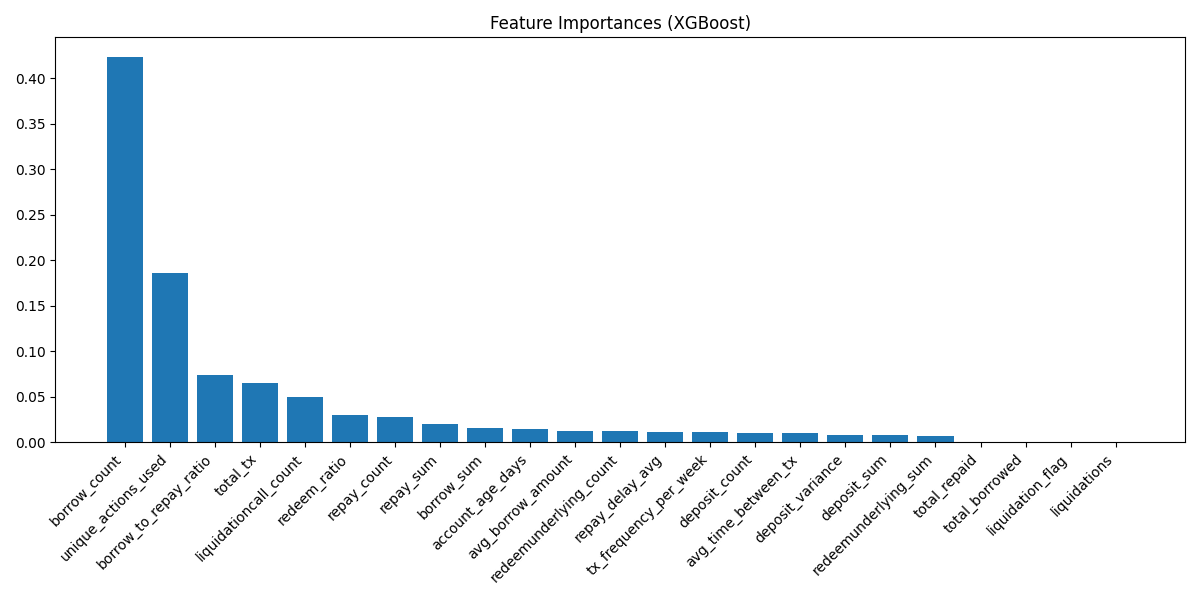 Feature Importances (XGBoost)
0.40
0.35
0.30
0.25
0.20
0.15
0.10
0.05
0.00
borrow_count
unique_actions_used
borrow_to_repay_ratio
total_tx
liquidationcall_count
redeem_ratio
repay_count
repay_sum
borrow_sum
account_age_days
avg_borrow_amount
redeemunderlying_count
repay_delay_avg
tx_frequency_per_week
deposit_count
avg_time_between_tx
deposit_variance
deposit_sum
redeemunderlying_sum
total_repaid
total_borrowed
liquidation_flag
liquidations